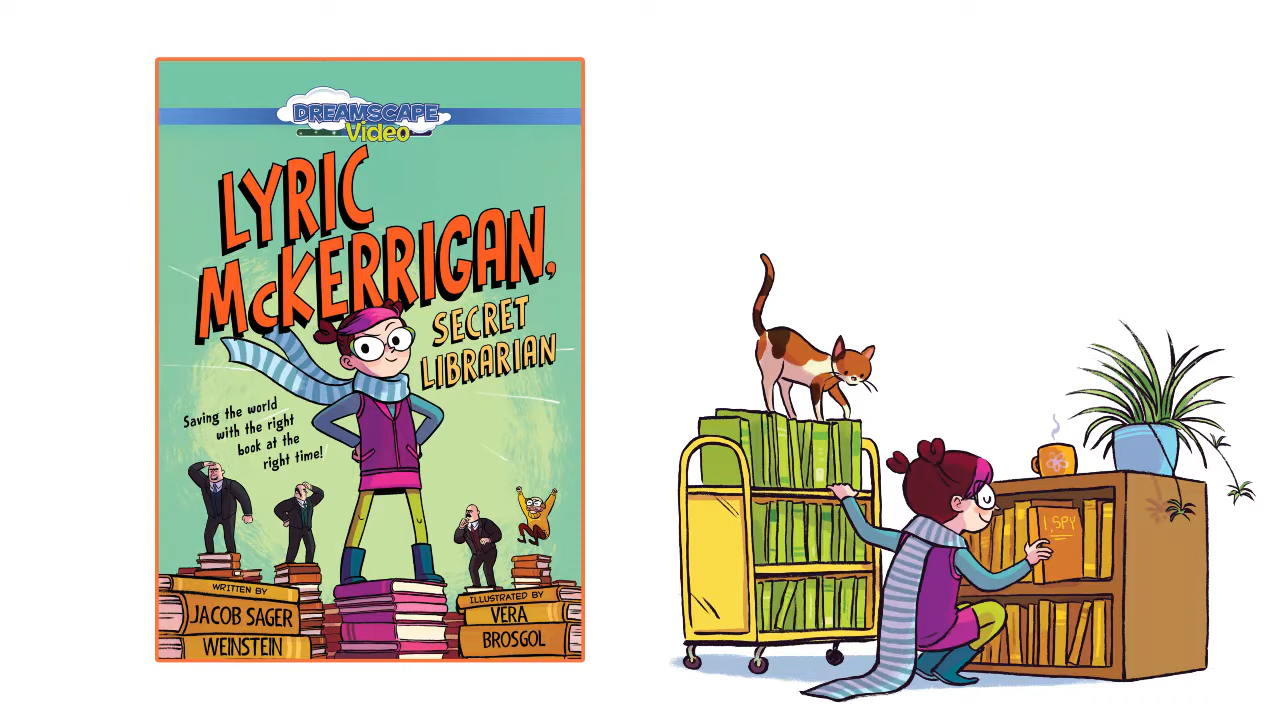 DREAMSCAPE
Video
LYRIC
McKERRIGAN,
SECRET
LIBRARIAN
Saving the world
with the right
book at the
right time!
WRITTEN BY
JACOB SAGER
WEINSTEIN
ILLUSTRATED BY
VERA
BROSGOL
I, SPY